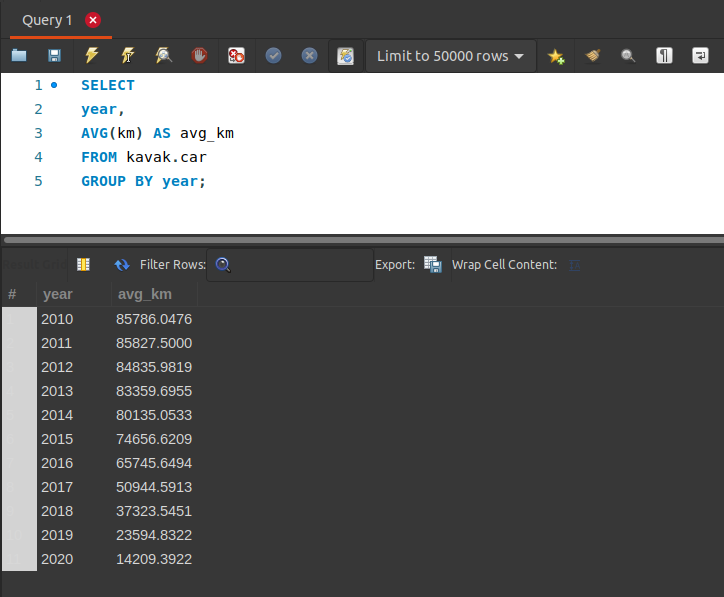 Query 1
Limit to 50000 rows
1 SELECT
2 year,
3 AVG(km) AS avg_km
4 FROM kavak.car
5 GROUP BY year;
Filter Rows: Export: Wrap Cell Content:
# year avg_km
2010 85786.0476
2011 85827.5000
2012 84835.9819
2013 83359.6955
2014 80135.0533
2015 74656.6209
2016 65745.6494
2017 50944.5913
2018 37323.5451
2019 23594.8322
2020 14209.3922